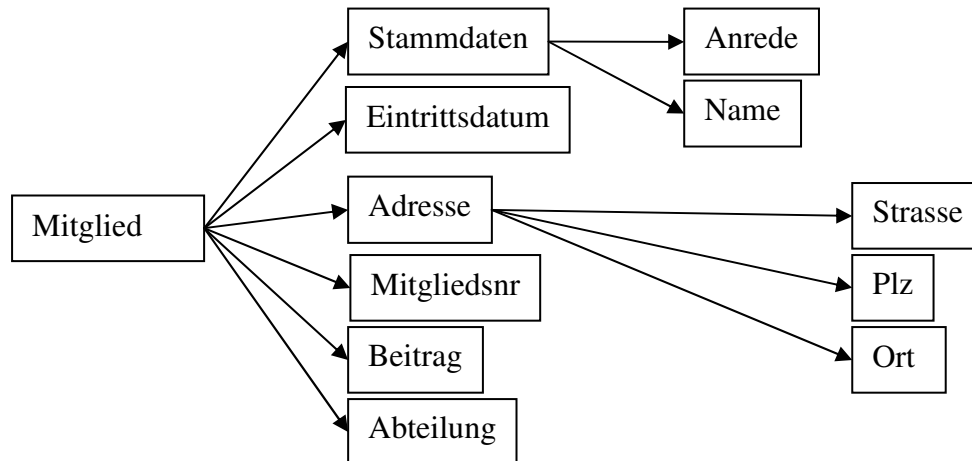 Stammdaten
Anrede
Eintrittsdatum
Name
Mitglied
Adresse
Strasse
Mitgliedsnr
Plz
Beitrag
Ort
Abteilung